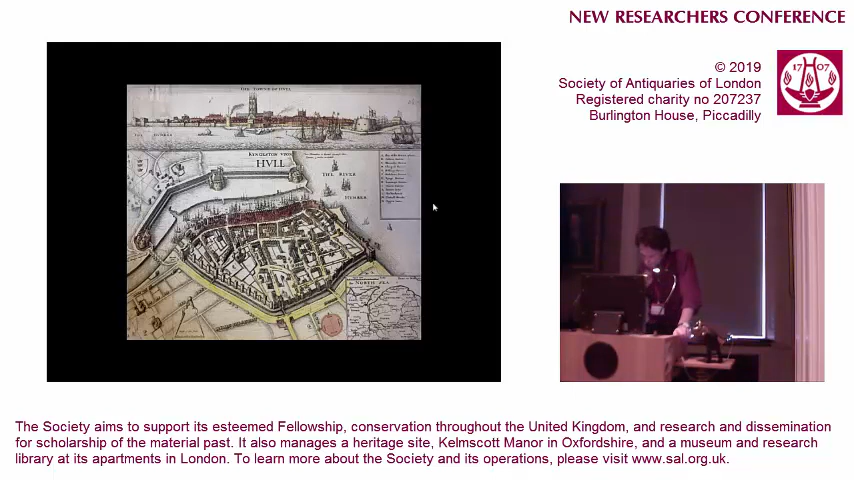 NEW RESEARCHERS CONFERENCE
© 2019
Society of Antiquaries of London
Registered charity no 207237
Burlington House, Piccadilly
17 07
HULL
THE RIVER
HUMBER
The Society aims to support its esteemed Fellowship, conservation throughout the United Kingdom, and research and dissemination
for scholarship of the material past. It also manages a heritage site, Kelmscott Manor in Oxfordshire, and a museum and research
library at its apartments in London. To learn more about the Society and its operations, please visit www.sal.org.uk.